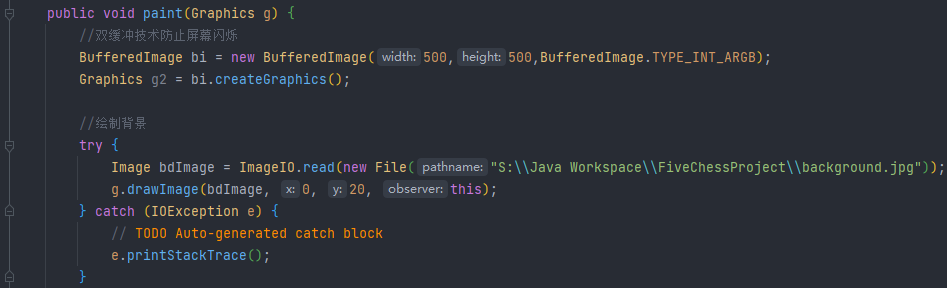 public void paint(Graphics g) {
//双缓冲技术防止屏幕闪烁
BufferedImage bi = new BufferedImage( width: 500, height: 500,BufferedImage.TYPE_INT_ARGB);
Graphics g2 = bi.createGraphics();
//绘制背景
try {
Image bdImage = ImageIO.read(new File( pathname: "S:\\Java Workspace\\FiveChessProject\\background.jpg"));
g.drawImage(bdImage, x: 0, y: 20, observer: this);
} catch (IOException e) {
// TODO Auto-generated catch block
e.printStackTrace();
}